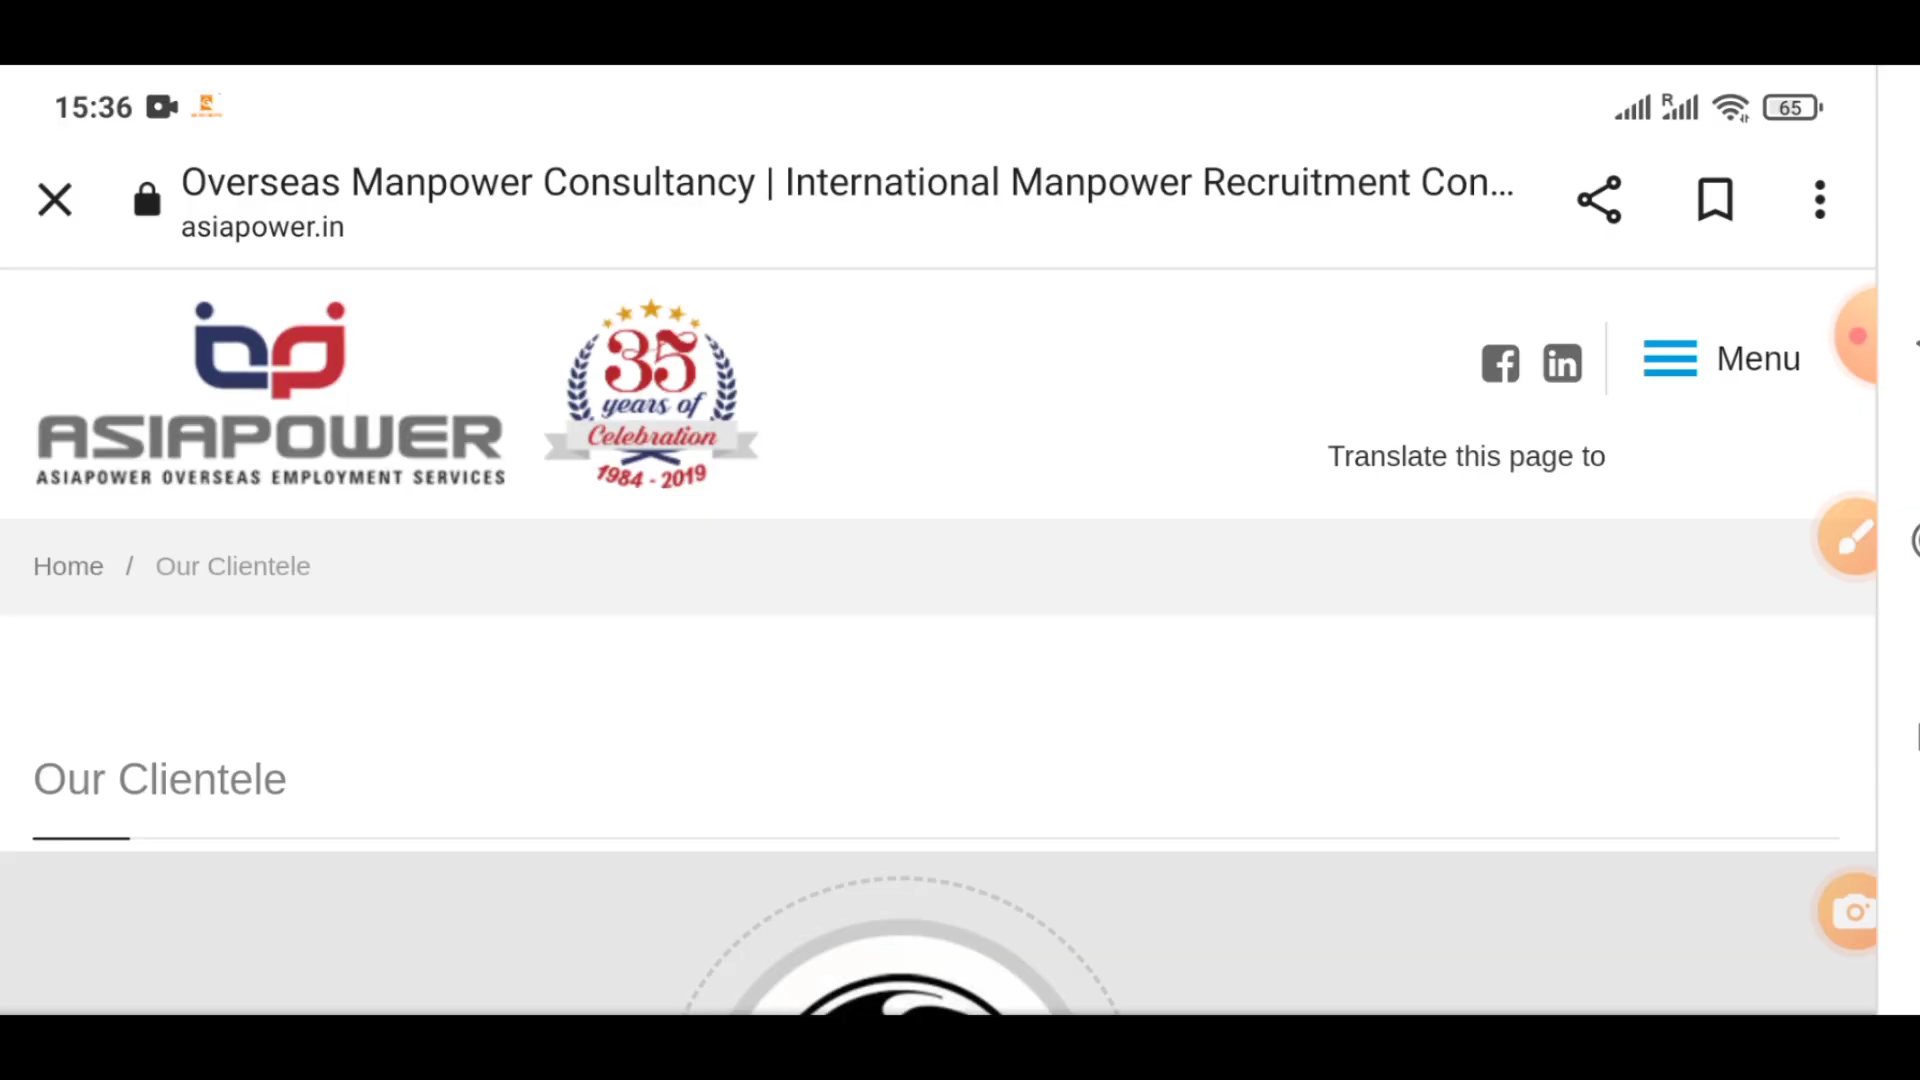 15:36
R
65
Overseas Manpower Consultancy | International Manpower Recruitment Con...
asiapower.in
ASIAPOWER
ASIAPOWER OVERSEAS EMPLOYMENT SERVICES
35
years of
Celebration
1984 - 2019
Menu
Translate this page to
Home / Our Clientele
Our Clientele